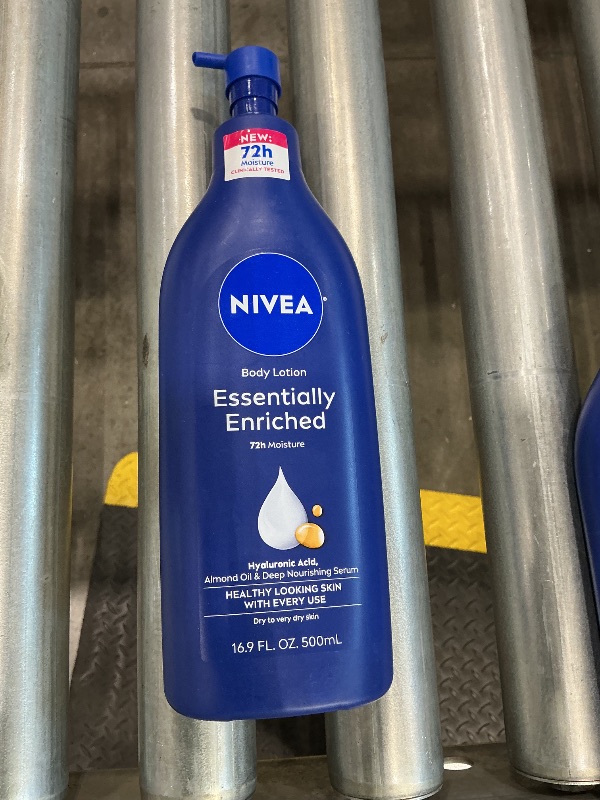 NEW:
72h
Moisture
CLINICALLY TESTED
NIVEA®
Body Lotion
Essentially
Enriched
72h Moisture
Hyaluronic Acid,
Almond Oil & Deep Nourishing Serum
HEALTHY LOOKING SKIN
WITH EVERY USE
Dry to very dry skin
16.9 FL. OZ. 500mL